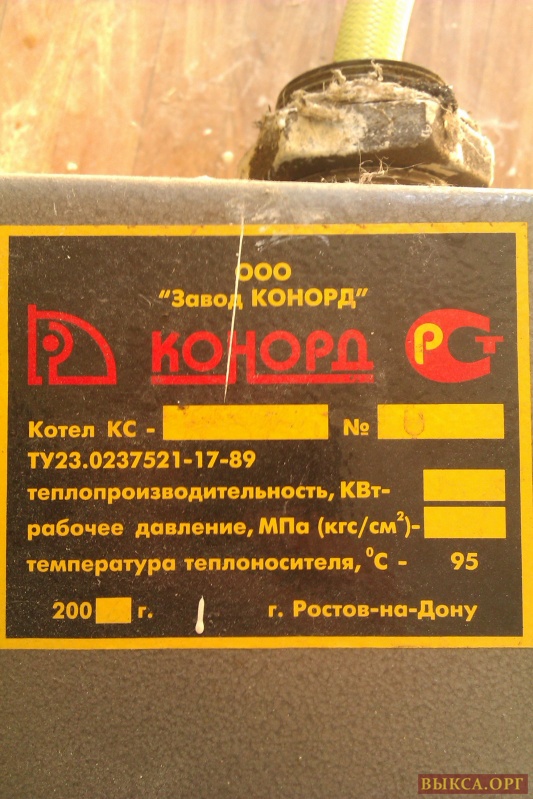 ООО
"Завод КОНОРД"
КОНОРД РСТ
Котел КС - №
ТУ23.0237521-17-89
теплопроизводительность, КВт-
рабочее давление, МПа (кгс/см²)-
температура теплоносителя, °С - 95
200 г. г. Ростов-на-Дону
ВЫКСА.ОРГ